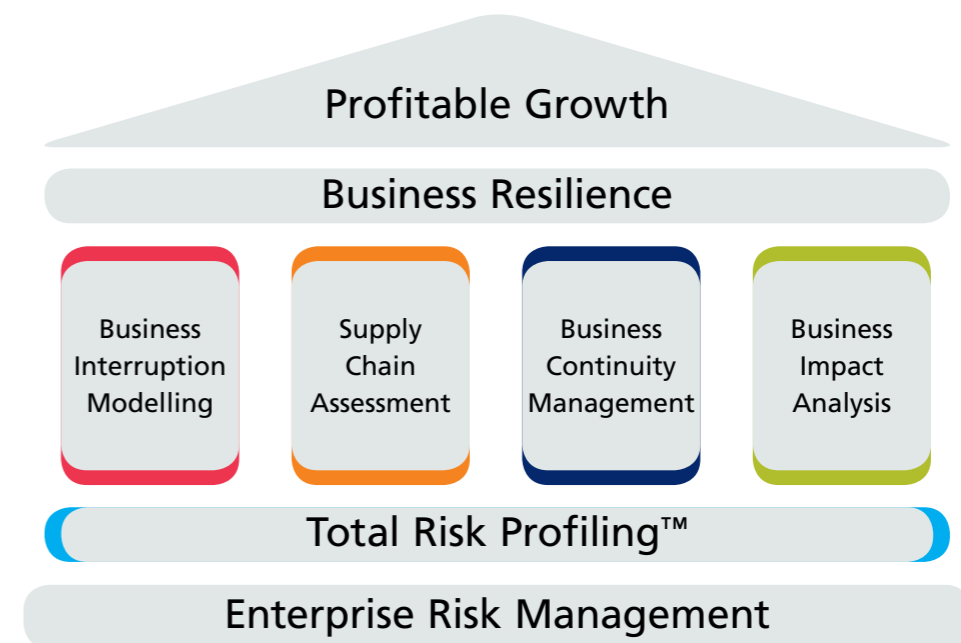 Profitable Growth
Business Resilience
Business
Interruption
Modelling
Supply
Chain
Assessment
Business
Continuity
Management
Business
Impact
Analysis
Total Risk Profiling™
Enterprise Risk Management